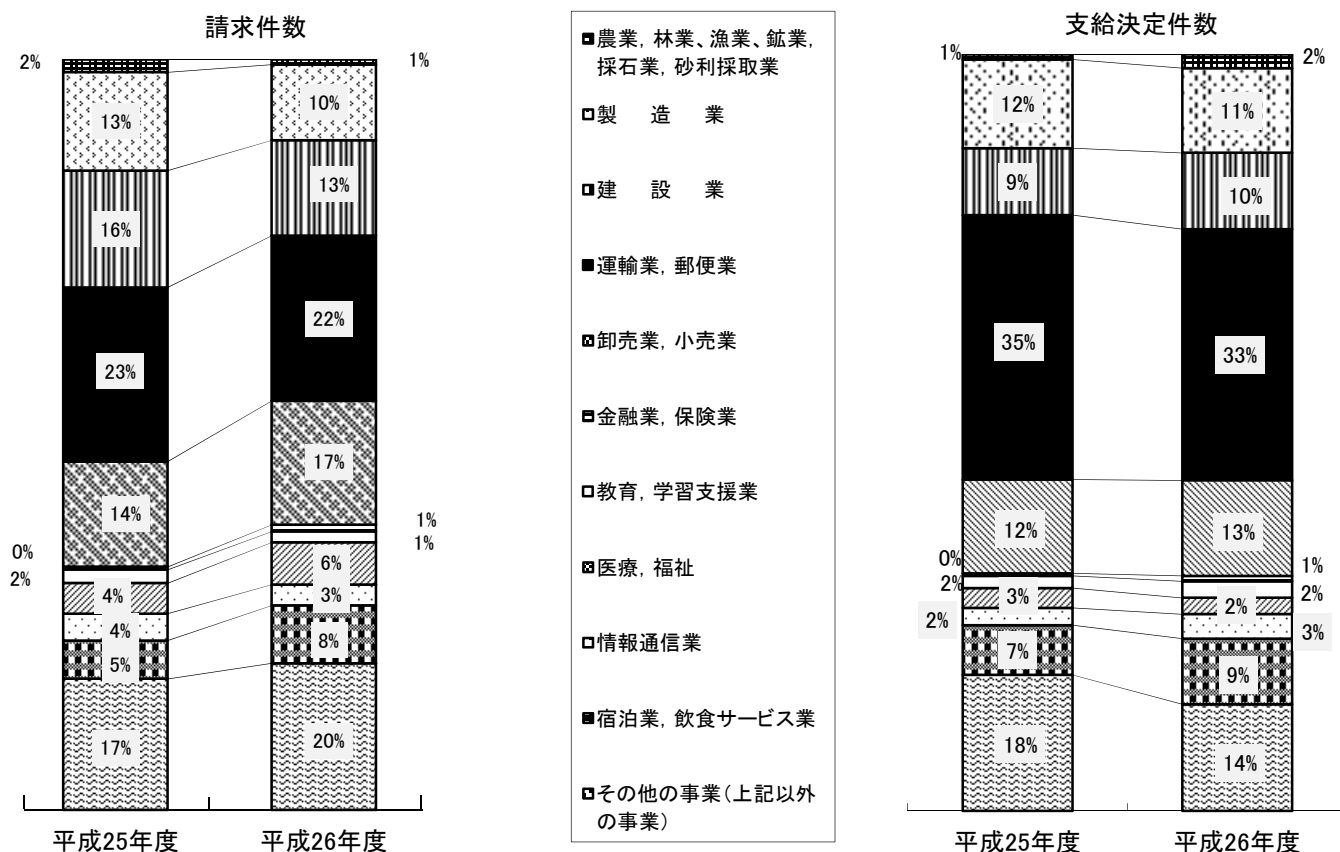 請求件数
2%
13%
16%
23%
14%
0%
2%
4%
4%
5%
17%
1%
10%
13%
22%
17%
1%
1%
6%
3%
8%
20%
平成25年度
平成26年度
農業, 林業、漁業、鉱業,
採石業, 砂利採取業
製 造 業
建 設 業
運輸業, 郵便業
卸売業, 小売業
金融業, 保険業
教育, 学習支援業
医療, 福祉
情報通信業
宿泊業, 飲食サービス業
その他の事業(上記以外
の事業)
支給決定件数
1%
12%
9%
35%
12%
0%
2%
3%
2%
7%
18%
2%
11%
10%
33%
13%
1%
2%
2%
3%
9%
14%
平成25年度
平成26年度